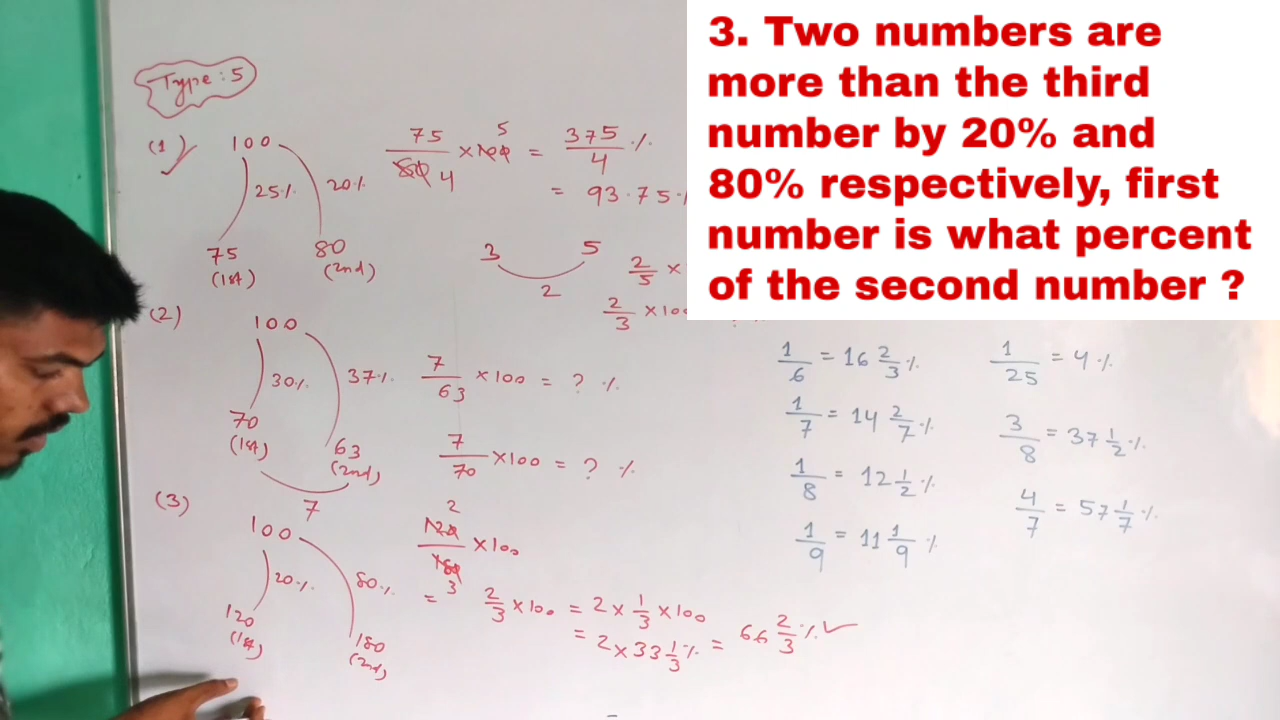 3. Two numbers are
more than the third
number by 20% and
80% respectively, first
number is what percent
of the second number ?
Type : 5
(1) 100
25% 20%
75 80
(1st) (2nd)
75/80 × 100 = 375/4 %
4 5
= 93.75%
3 5
2
2/5 ×
2/3 × 100
(2) 100
30% 37%
70 63
(1st) (2nd)
7
7/63 × 100 = ? %
7/70 × 100 = ? %
(3) 100
20% 80%
120 180
(1st) (2nd)
2
120/180 × 100
3
= 2/3 × 100 = 2 × 1/3 × 100
= 2 × 33 1/3 % = 66 2/3 % ✓
1/6 = 16 2/3 %
1/7 = 14 2/7 %
1/8 = 12 1/2 %
1/9 = 11 1/9 %
1/25 = 4 %
3/8 = 37 1/2 %
4/7 = 57 1/7 %